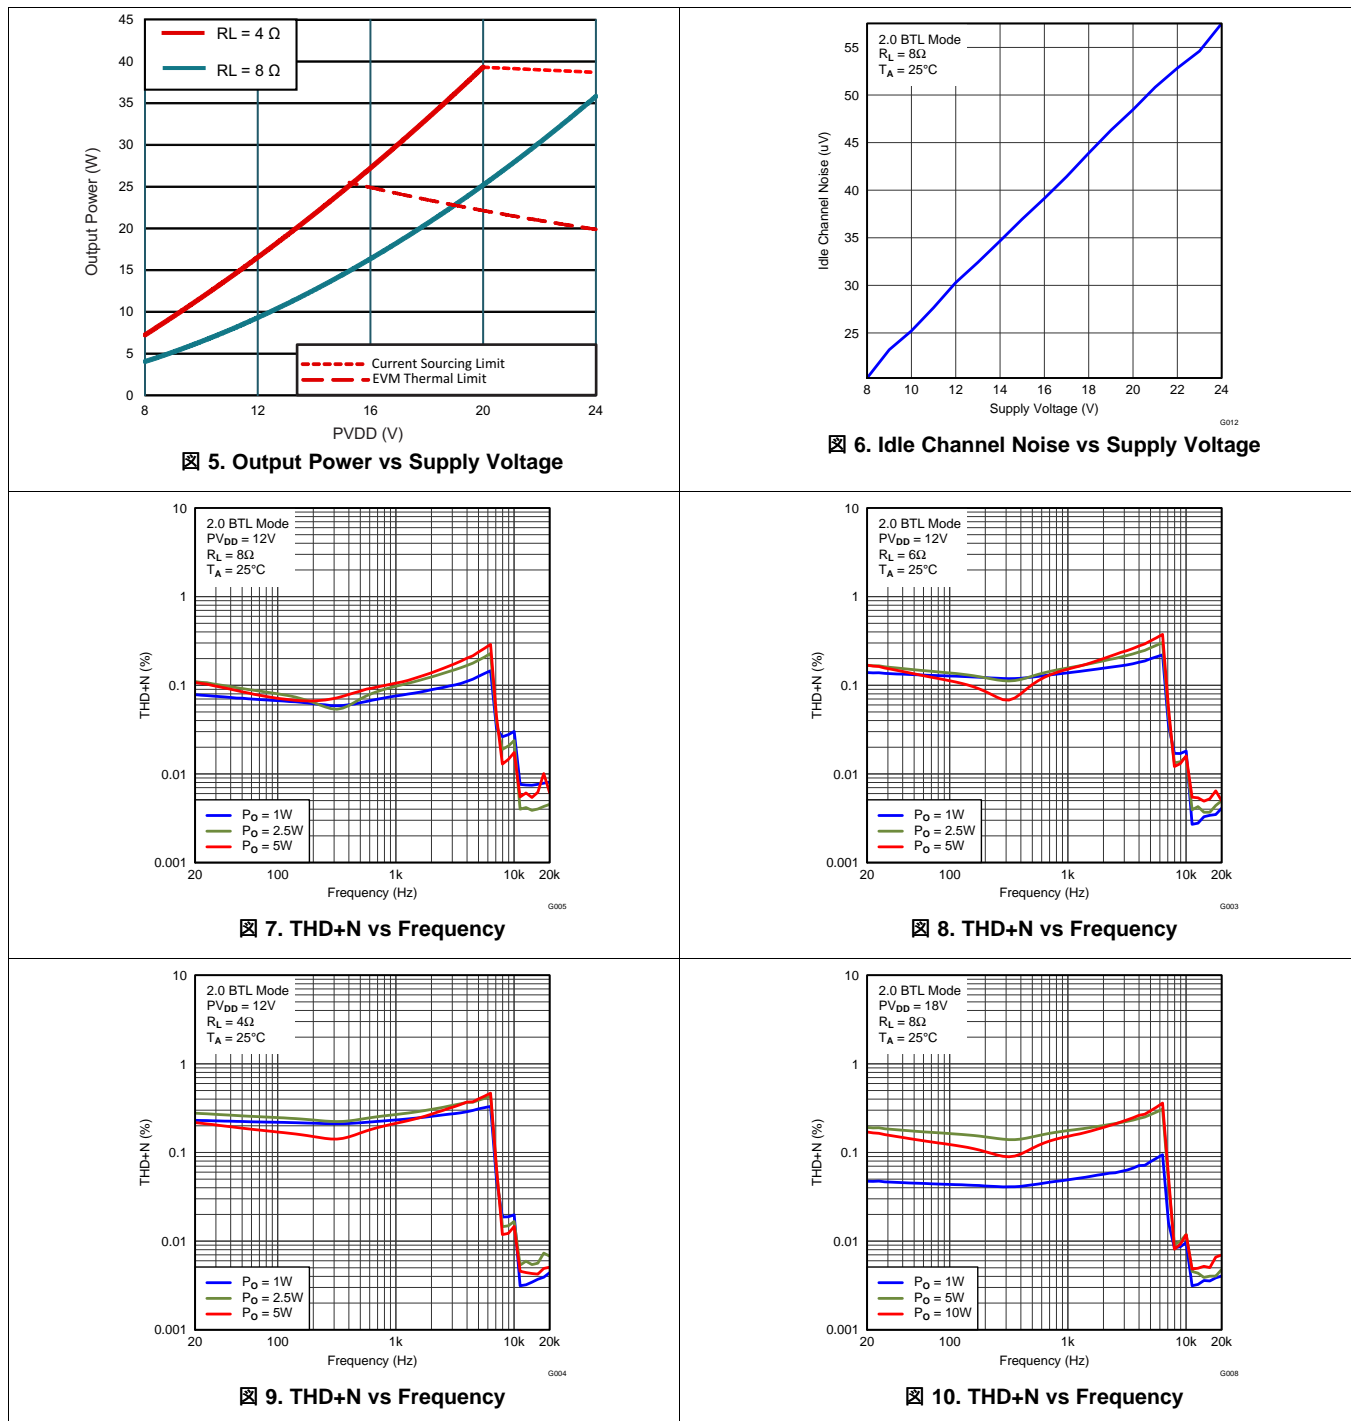 45
40
35
30
25
20
15
10
5
0
Output Power (W)
RL = 4 Ω
RL = 8 Ω
Current Sourcing Limit
EVM Thermal Limit
8 12 16 20 24
PVDD (V)
図 5. Output Power vs Supply Voltage
55
50
45
40
35
30
25
Idle Channel Noise (uV)
2.0 BTL Mode
RL = 8Ω
TA = 25°C
8 10 12 14 16 18 20 22 24
Supply Voltage (V)
G012
図 6. Idle Channel Noise vs Supply Voltage
10
1
0.1
0.01
0.001
THD+N (%)
2.0 BTL Mode
PVDD = 12V
RL = 8Ω
TA = 25°C
PO = 1W
PO = 2.5W
PO = 5W
20 100 1k 10k 20k
Frequency (Hz)
G005
図 7. THD+N vs Frequency
10
1
0.1
0.01
0.001
THD+N (%)
2.0 BTL Mode
PVDD = 12V
RL = 6Ω
TA = 25°C
PO = 1W
PO = 2.5W
PO = 5W
20 100 1k 10k 20k
Frequency (Hz)
G003
図 8. THD+N vs Frequency
10
1
0.1
0.01
0.001
THD+N (%)
2.0 BTL Mode
PVDD = 12V
RL = 4Ω
TA = 25°C
PO = 1W
PO = 2.5W
PO = 5W
20 100 1k 10k 20k
Frequency (Hz)
G004
図 9. THD+N vs Frequency
10
1
0.1
0.01
0.001
THD+N (%)
2.0 BTL Mode
PVDD = 18V
RL = 8Ω
TA = 25°C
PO = 1W
PO = 5W
PO = 10W
20 100 1k 10k 20k
Frequency (Hz)
G008
図 10. THD+N vs Frequency